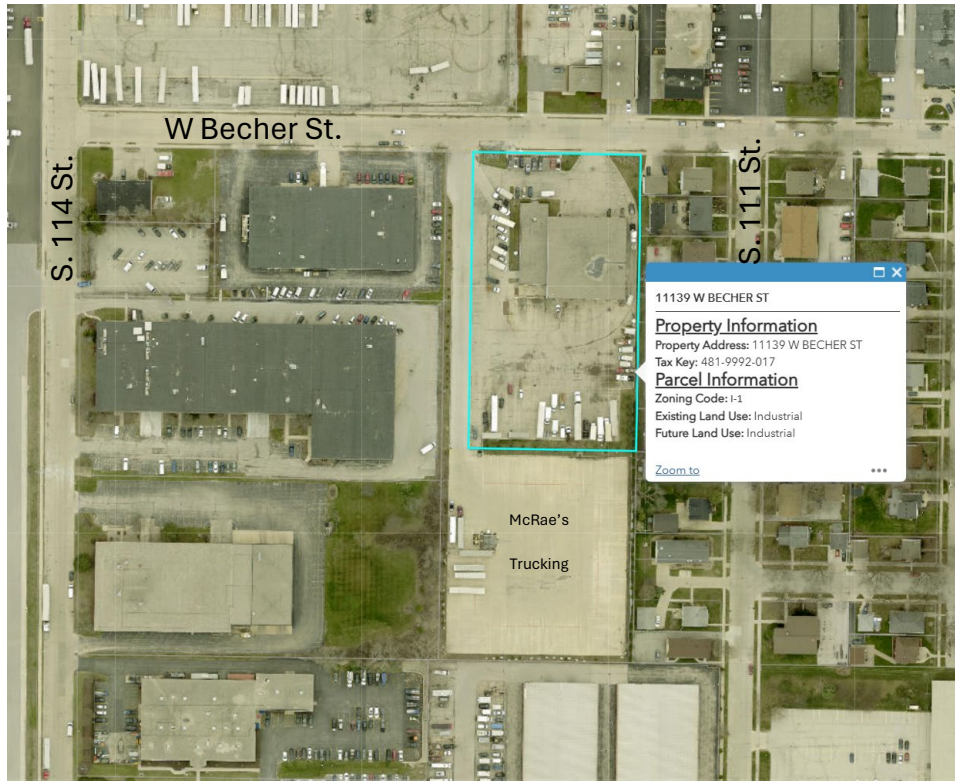 W Becher St.
S. 114 St.
S. 111 St.
11139 W BECHER ST
Property Information
Property Address: 11139 W BECHER ST
Tax Key: 481-9992-017
Parcel Information
Zoning Code: I-1
Existing Land Use: Industrial
Future Land Use: Industrial
Zoom to
McRae's
Trucking